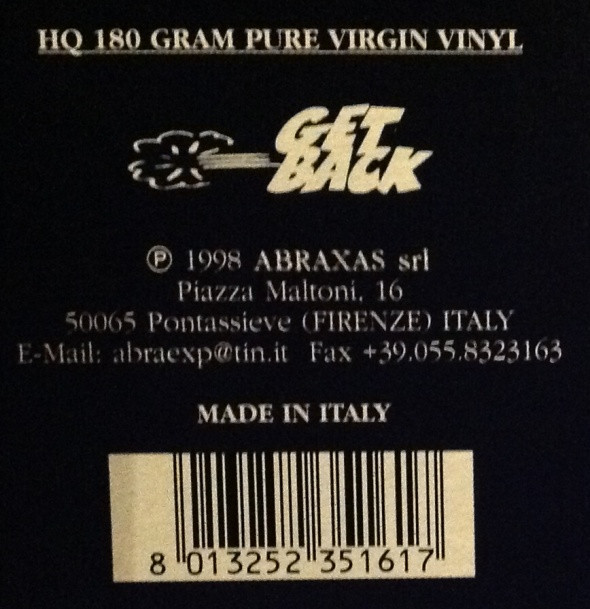 HQ 180 GRAM PURE VIRGIN VINYL
GET
BACK
℗ 1998 ABRAXAS srl
Piazza Maltoni, 16
50065 Pontassieve (FIRENZE) ITALY
E-Mail: abraexp@tin.it Fax +39.055.8323163
MADE IN ITALY
8 013252 351617